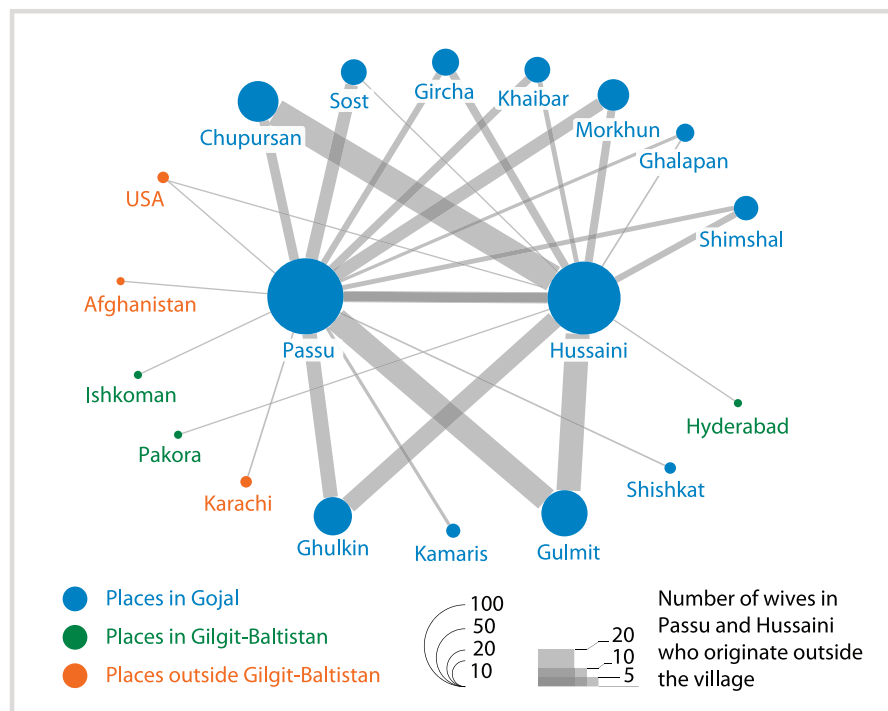 Sost
Gircha
Khaibar
Chupursan
Morkhun
Ghalapan
USA
Shimshal
Afghanistan
Passu
Hussaini
Ishkoman
Hyderabad
Pakora
Shishkat
Karachi
Ghulkin
Kamaris
Gulmit
Places in Gojal
Places in Gilgit-Baltistan
Places outside Gilgit-Baltistan
100
50
20
10
20
10
5
Number of wives in
Passu and Hussaini
who originate outside
the village